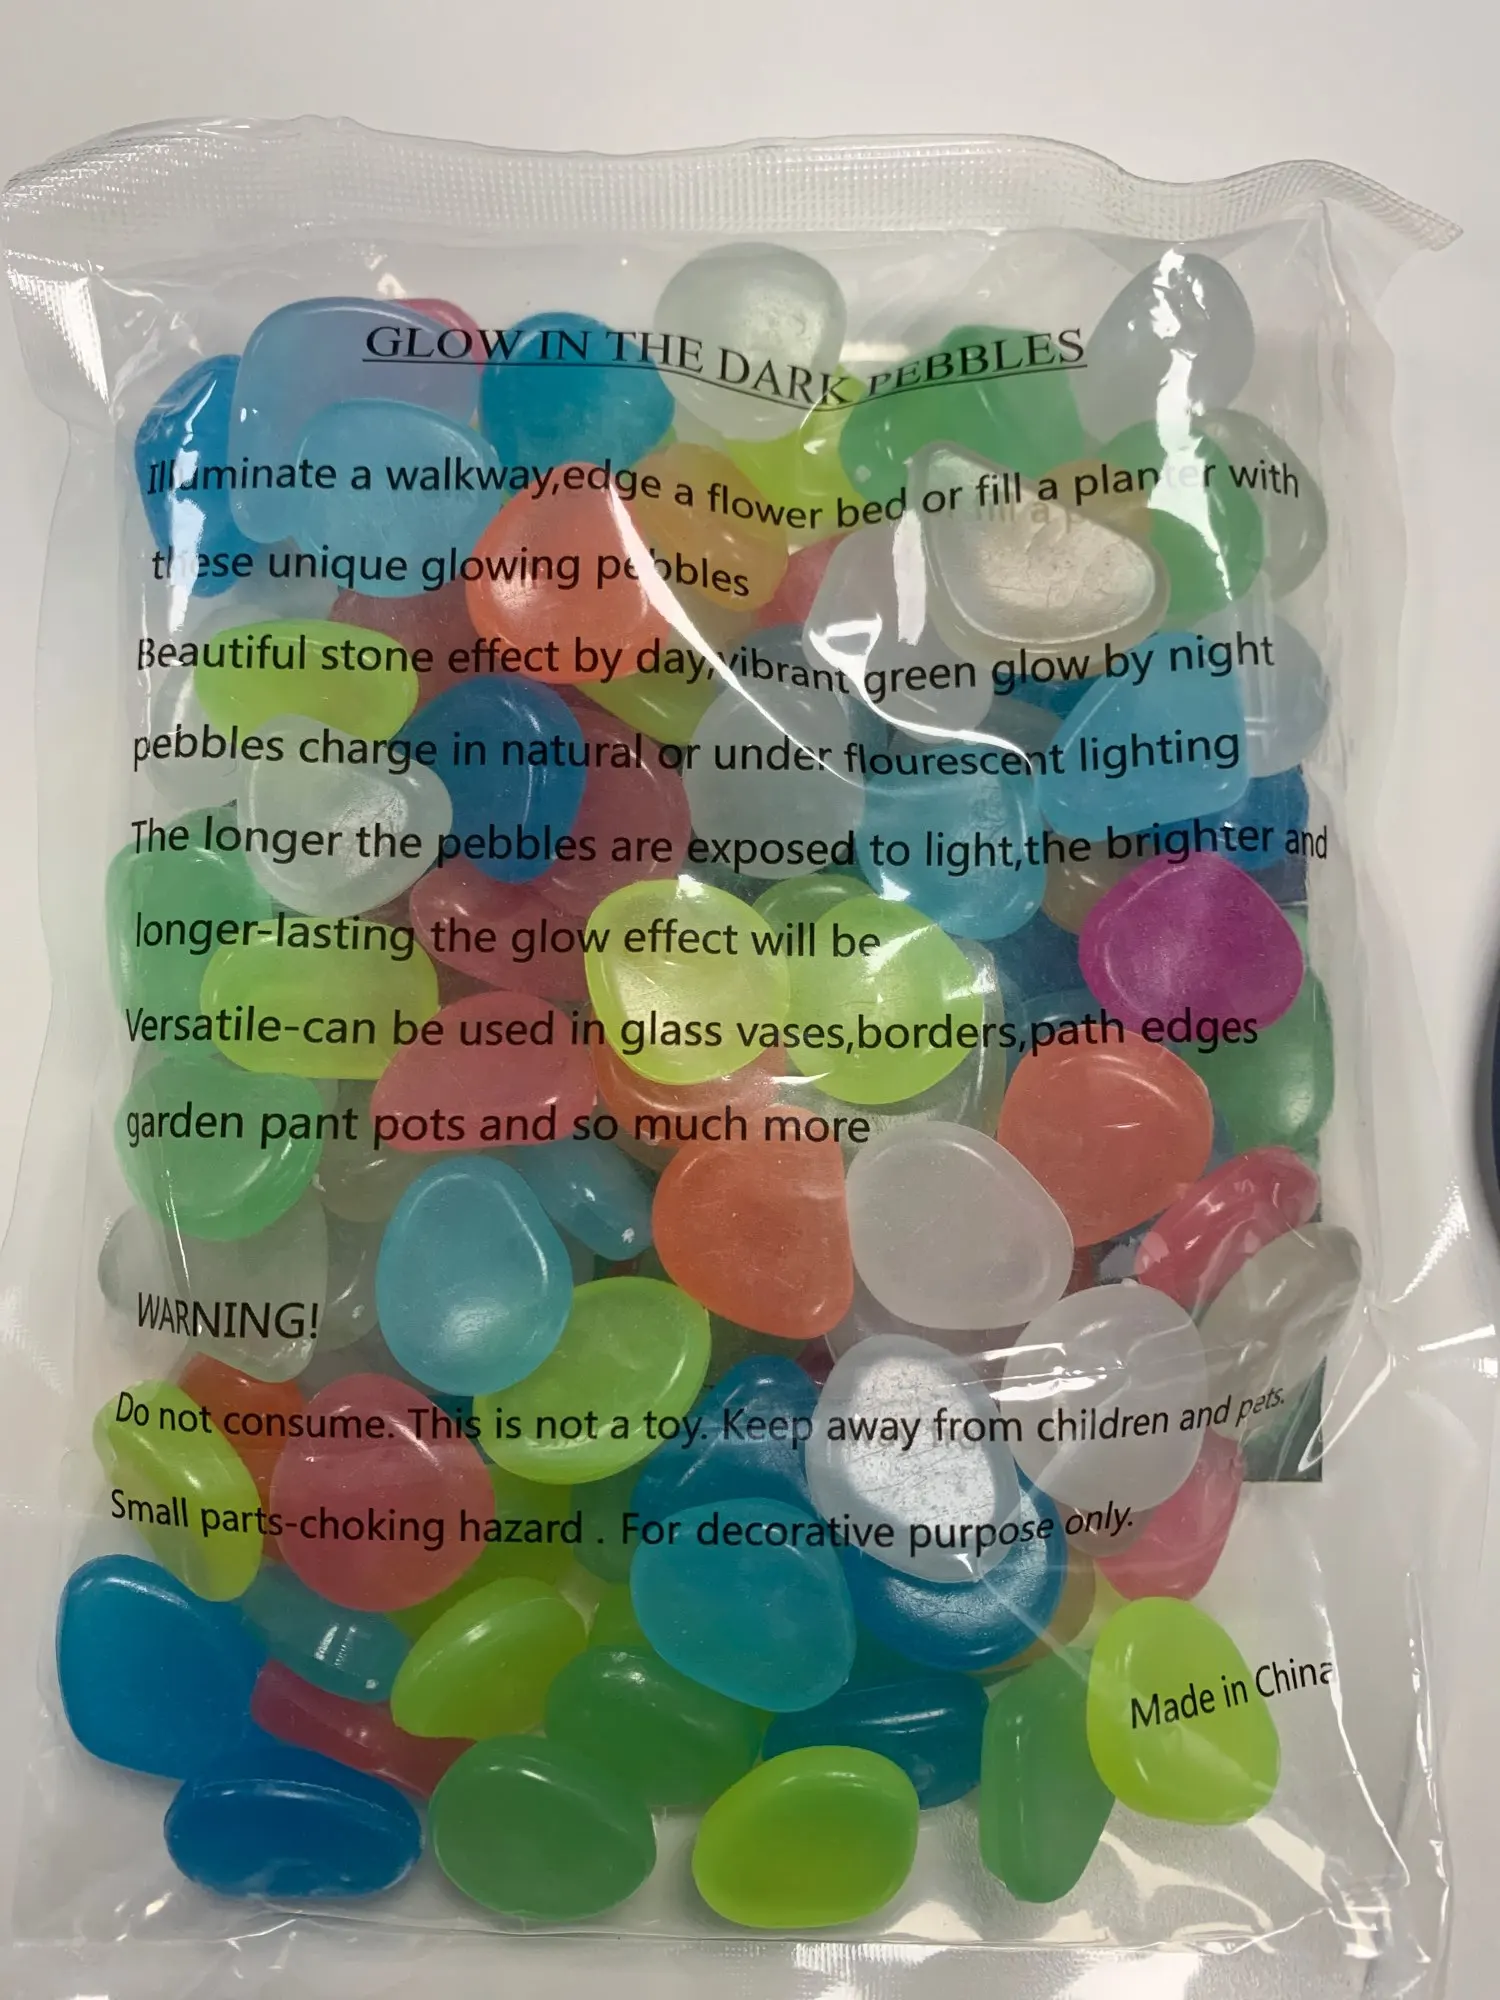 GLOW IN THE DARK PEBBLES
Illuminate a walkway,edge a flower bed or fill a planter with
these unique glowing pebbles
Beautiful stone effect by day,vibrant green glow by night
pebbles charge in natural or under flourescent lighting
The longer the pebbles are exposed to light,the brighter and
longer-lasting the glow effect will be
Versatile-can be used in glass vases,borders,path edges
garden pant pots and so much more
WARNING!
Do not consume. This is not a toy. Keep away from children and pets.
Small parts-choking hazard . For decorative purpose only.
Made in China